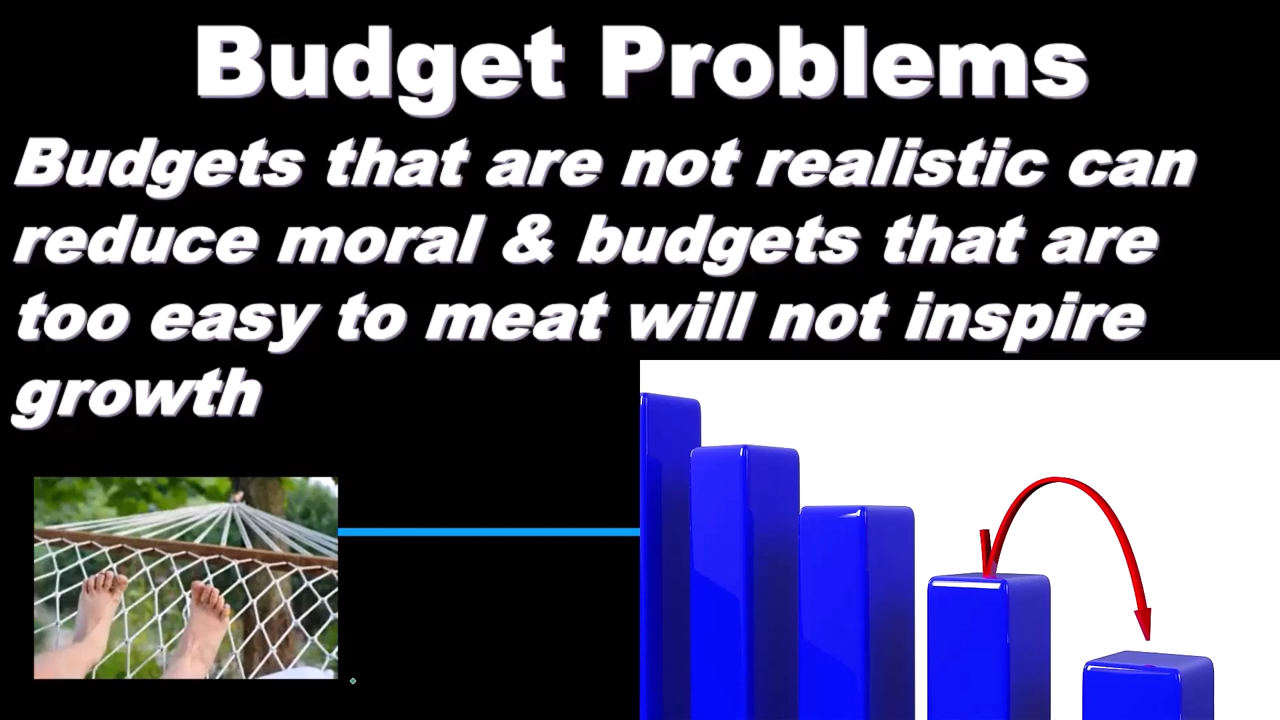 Budget Problems
Budgets that are not realistic can
reduce moral & budgets that are
too easy to meat will not inspire
growth